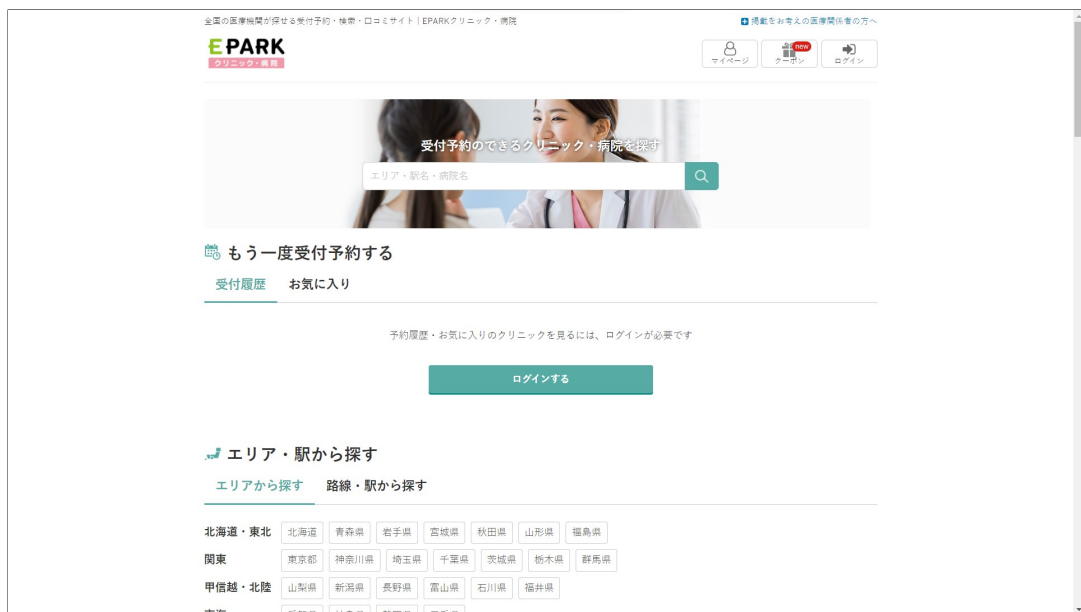 全国の医療機関が探せる受付予約・検索・口コミサイト｜EPARKクリニック・病院
掲載をお考えの医療関係者の方へ
EPARK
クリニック・病院
マイページ
new
クーポン
ログイン
受付予約のできるクリニック・病院を探す
エリア・駅名・病院名
もう一度受付予約する
受付履歴 お気に入り
予約履歴・お気に入りのクリニックを見るには、ログインが必要です
ログインする
エリア・駅から探す
エリアから探す 路線・駅から探す
北海道・東北 北海道 青森県 岩手県 宮城県 秋田県 山形県 福島県
関東 東京都 神奈川県 埼玉県 千葉県 茨城県 栃木県 群馬県
甲信越・北陸 山梨県 新潟県 長野県 富山県 石川県 福井県